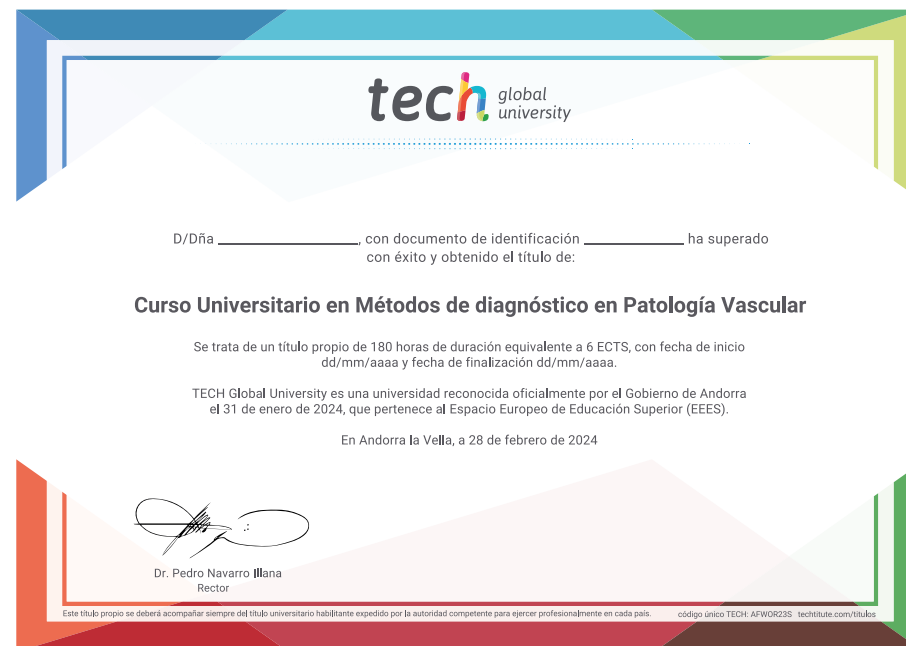 tech global university
D/Dña ____________________, con documento de identificación ______________ ha superado
con éxito y obtenido el título de:
Curso Universitario en Métodos de diagnóstico en Patología Vascular
Se trata de un título propio de 180 horas de duración equivalente a 6 ECTS, con fecha de inicio
dd/mm/aaaa y fecha de finalización dd/mm/aaaa.
TECH Global University es una universidad reconocida oficialmente por el Gobierno de Andorra
el 31 de enero de 2024, que pertenece al Espacio Europeo de Educación Superior (EEES).
En Andorra la Vella, a 28 de febrero de 2024
Dr. Pedro Navarro Illana
Rector
Este título propio se deberá acompañar siempre del título universitario habilitante expedido por la autoridad competente para ejercer profesionalmente en cada país. código único TECH: AFWOR23S techtitute.com/titulos